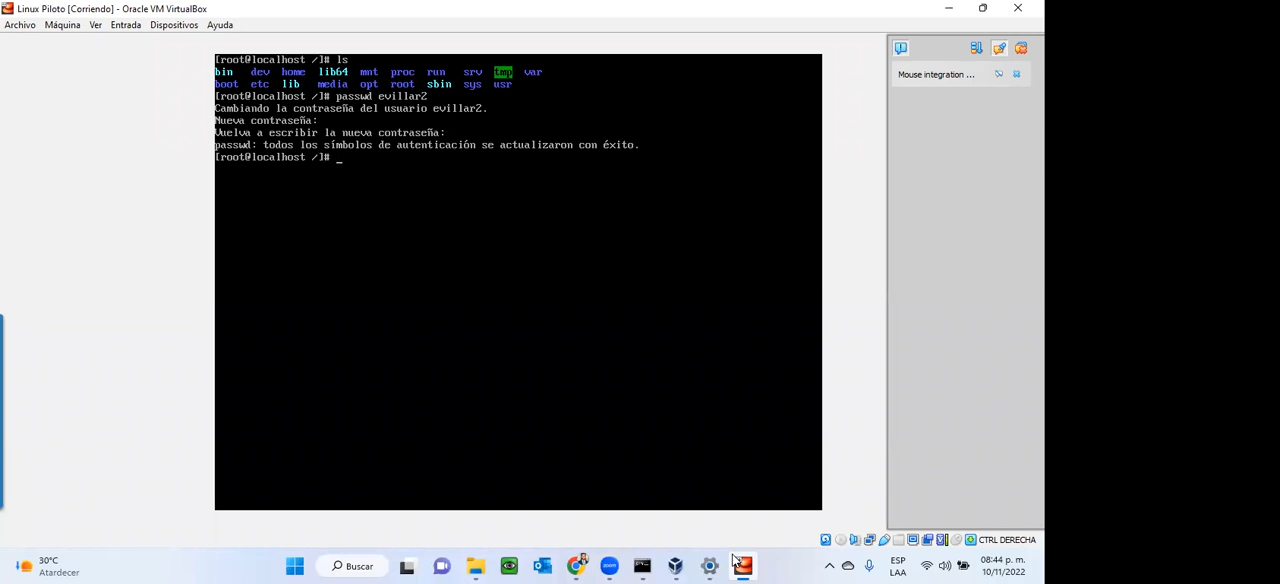 Linux Piloto [Corriendo] - Oracle VM VirtualBox
Archivo Máquina Ver Entrada Dispositivos Ayuda
[root@localhost /]# ls
bin dev home lib64 mnt proc run srv tmp var
boot etc lib media opt root sbin sys usr
[root@localhost /]# passwd evillar2
Cambiando la contraseña del usuario evillar2.
Nueva contraseña:
Vuelva a escribir la nueva contraseña:
passwd: todos los símbolos de autenticación se actualizaron con éxito.
[root@localhost /]# _
Mouse integration ...
CTRL DERECHA
30°C
Atardecer
Buscar
zoom
ESP
LAA
08:44 p. m.
10/11/2022